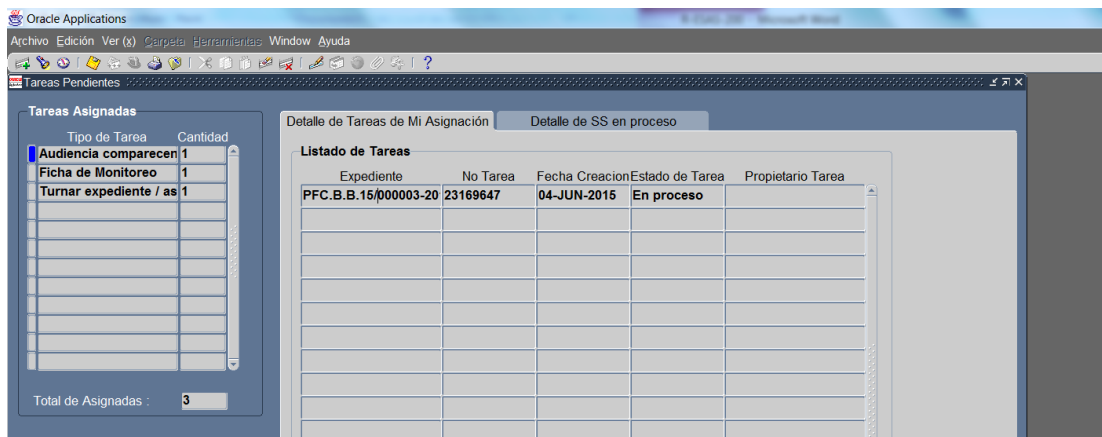 Oracle Applications
Archivo Edición Ver (x) Carpeta Herramientas Window Ayuda
?
Tareas Pendientes
Tareas Asignadas
Tipo de Tarea Cantidad
Audiencia comparecen 1
Ficha de Monitoreo 1
Turnar expediente / as 1
Total de Asignadas : 3
Detalle de Tareas de Mi Asignación Detalle de SS en proceso
Listado de Tareas
Expediente No Tarea Fecha Creacion Estado de Tarea Propietario Tarea
PFC.B.B.15/000003-20 23169647 04-JUN-2015 En proceso